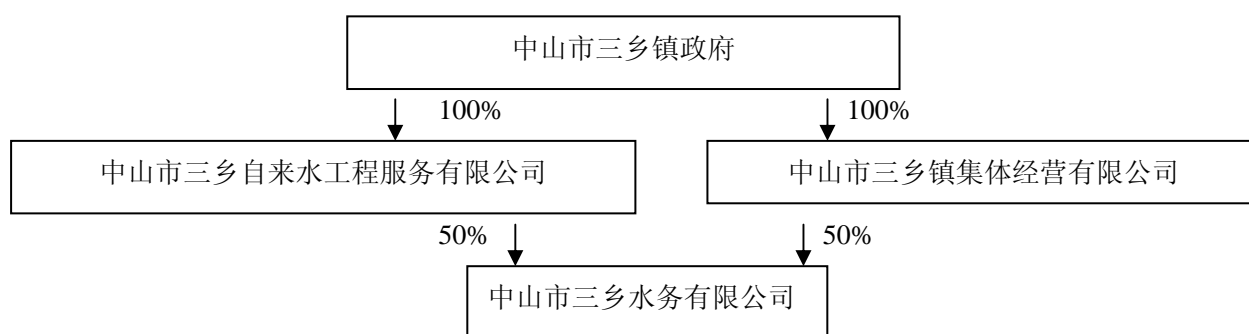 中山市三乡镇政府
100%
100%
中山市三乡自来水工程服务有限公司
中山市三乡镇集体经营有限公司
50%
50%
中山市三乡水务有限公司